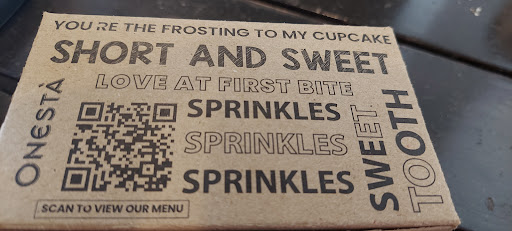 YOU'RE THE FROSTING TO MY CUPCAKE
SHORT AND SWEET
LOVE AT FIRST BITE
ONESTÀ
SPRINKLES
SPRINKLES
SPRINKLES
SWEET
TOOTH
SCAN TO VIEW OUR MENU